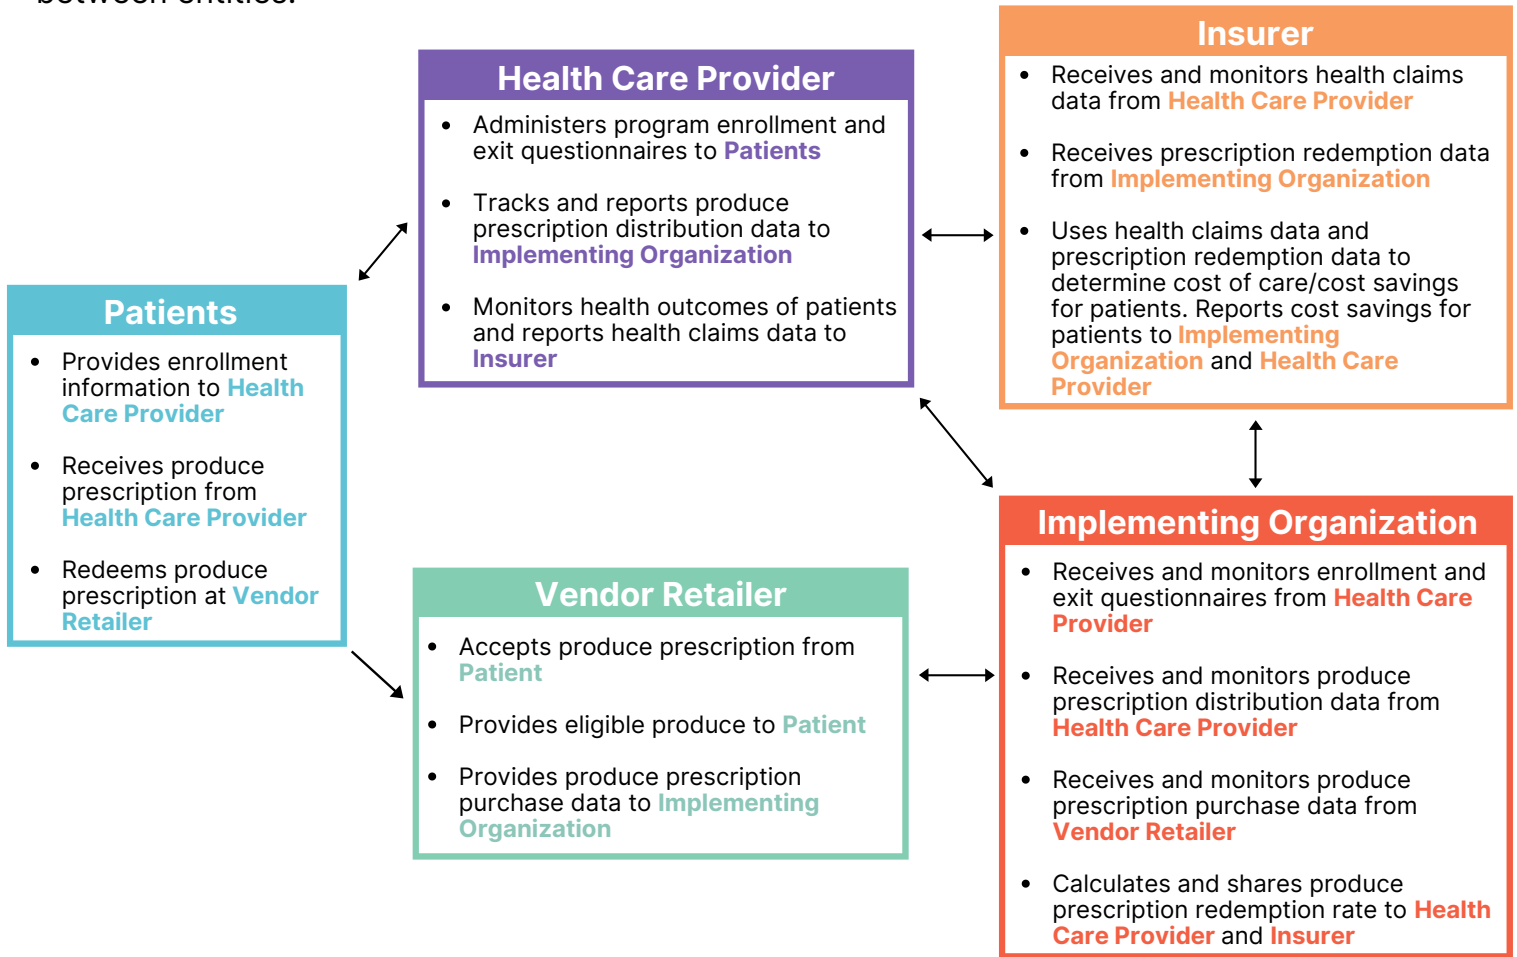 between entities.
Health Care Provider
Administers program enrollment and
exit questionnaires to Patients
Tracks and reports produce
prescription distribution data to
Implementing Organization
Monitors health outcomes of patients
and reports health claims data to
Insurer
Insurer
Receives and monitors health claims
data from Health Care Provider
Receives prescription redemption data
from Implementing Organization
Uses health claims data and
prescription redemption data to
determine cost of care/cost savings
for patients. Reports cost savings for
patients to Implementing
Organization and Health Care
Provider
Patients
Provides enrollment
information to Health
Care Provider
Receives produce
prescription from
Health Care Provider
Redeems produce
prescription at Vendor
Retailer
Vendor Retailer
Accepts produce prescription from
Patient
Provides eligible produce to Patient
Provides produce prescription
purchase data to Implementing
Organization
Implementing Organization
Receives and monitors enrollment and
exit questionnaires from Health Care
Provider
Receives and monitors produce
prescription distribution data from
Health Care Provider
Receives and monitors produce
prescription purchase data from
Vendor Retailer
Calculates and shares produce
prescription redemption rate to Health
Care Provider and Insurer